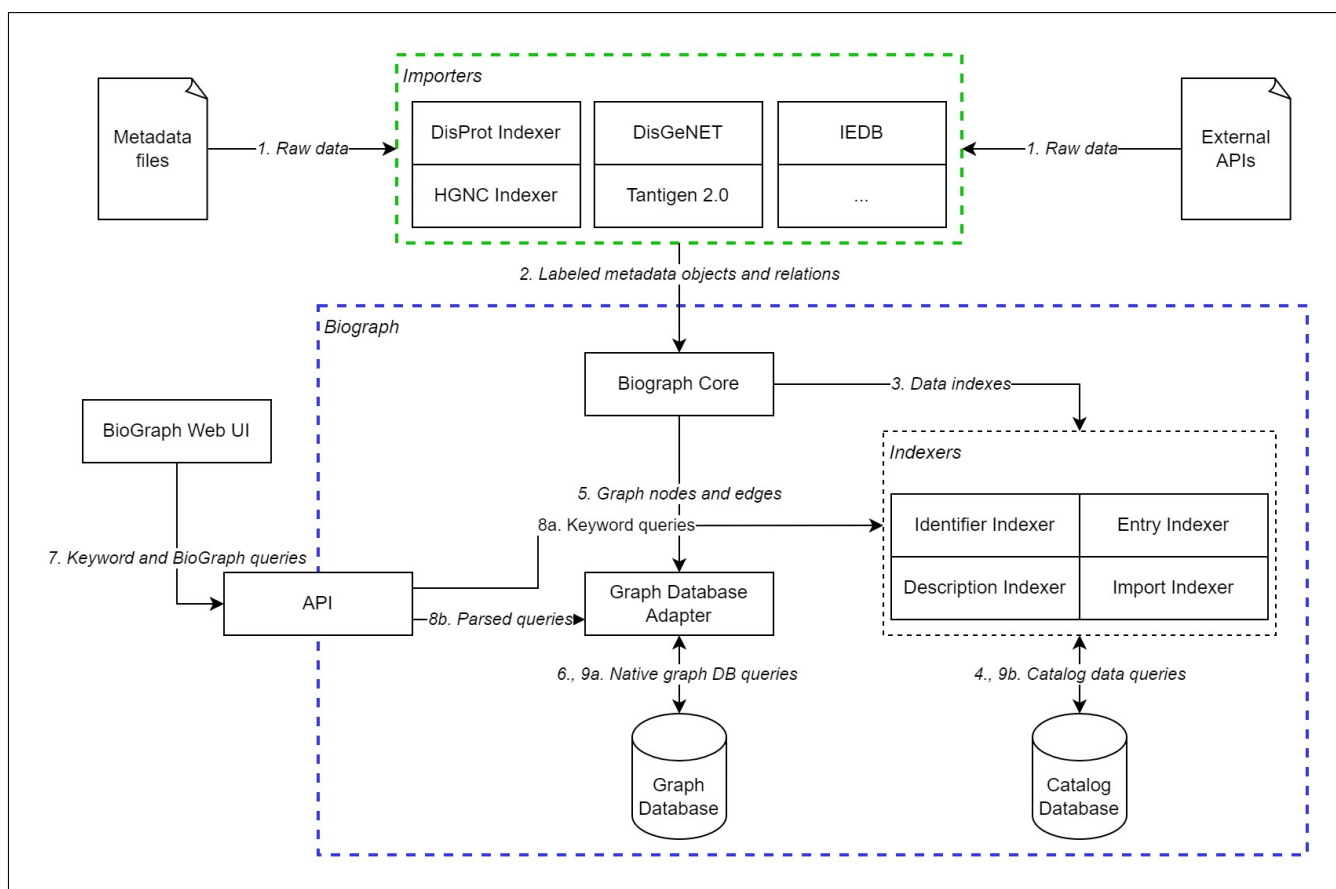 Importers
Metadata
files
1. Raw data
DisProt Indexer
DisGeNET
IEDB
HGNC Indexer
Tantigen 2.0
...
1. Raw data
External
APIs
2. Labeled metadata objects and relations
Biograph
Biograph Core
3. Data indexes
BioGraph Web UI
Indexers
5. Graph nodes and edges
8a. Keyword queries
Identifier Indexer
Entry Indexer
Description Indexer
Import Indexer
7. Keyword and BioGraph queries
API
8b. Parsed queries
Graph Database
Adapter
6., 9a. Native graph DB queries
4., 9b. Catalog data queries
Graph
Database
Catalog
Database